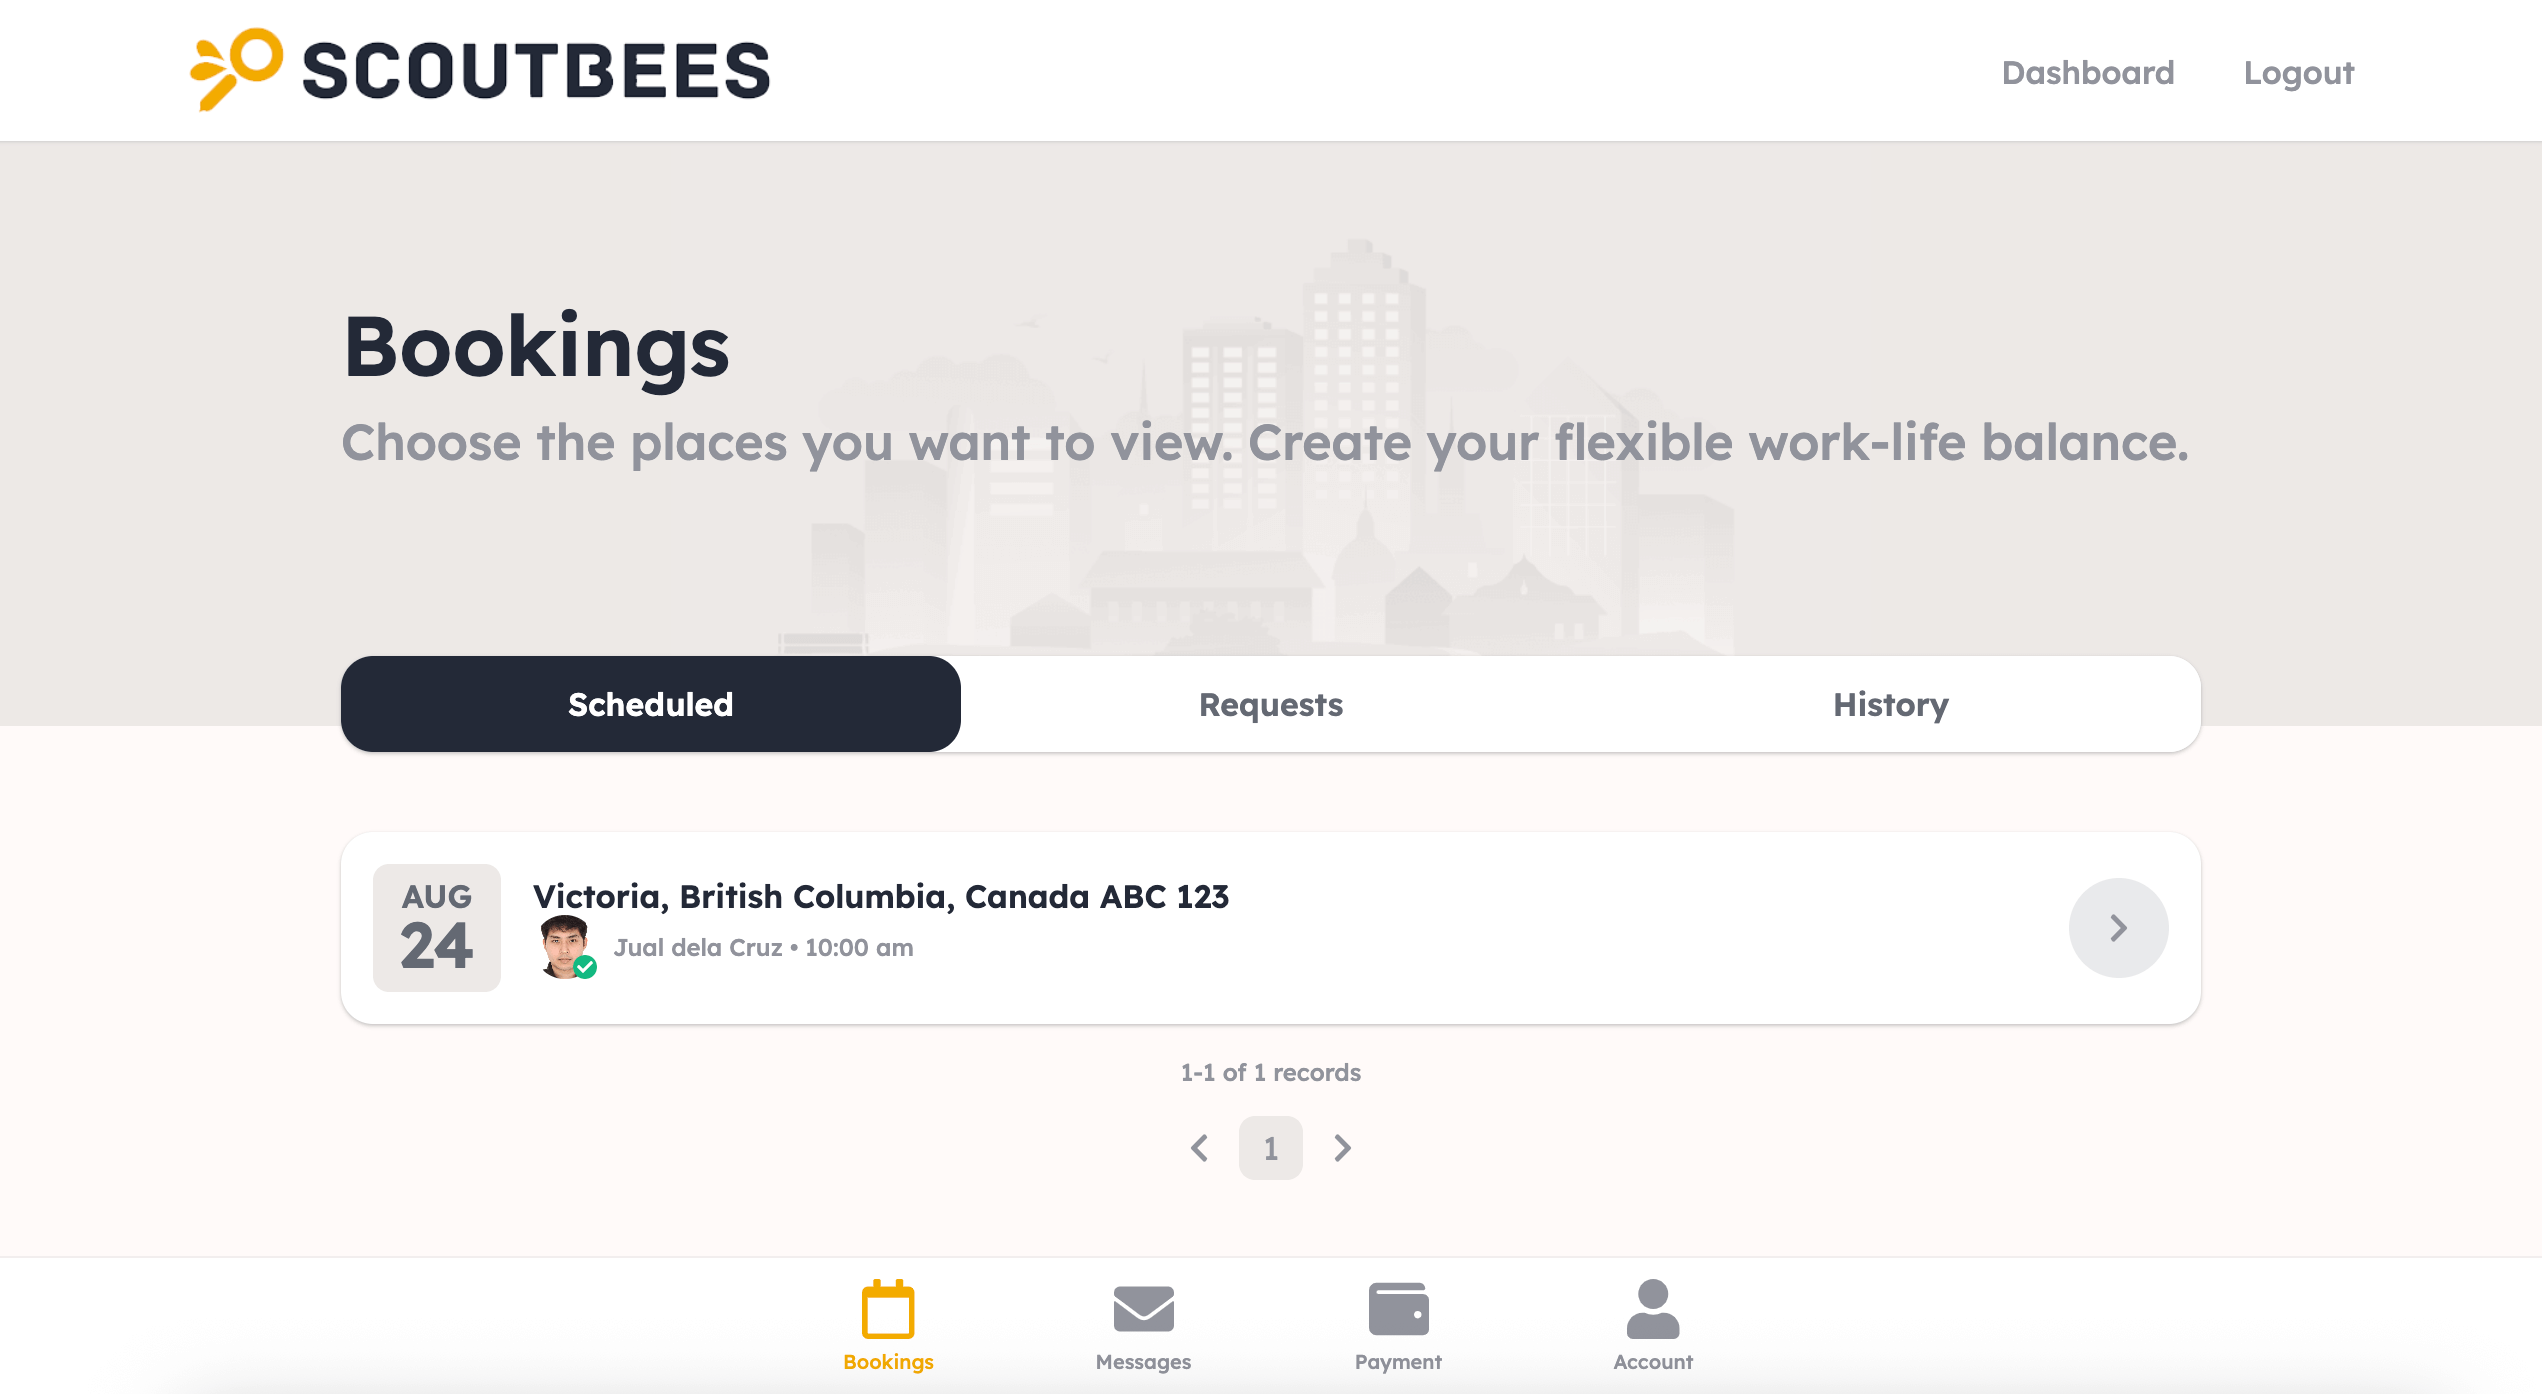 SCOUTBEES
Dashboard Logout
Bookings
Choose the places you want to view. Create your flexible work-life balance.
Scheduled Requests History
AUG
24
Victoria, British Columbia, Canada ABC 123
Jual dela Cruz • 10:00 am
1-1 of 1 records
1
Bookings Messages Payment Account